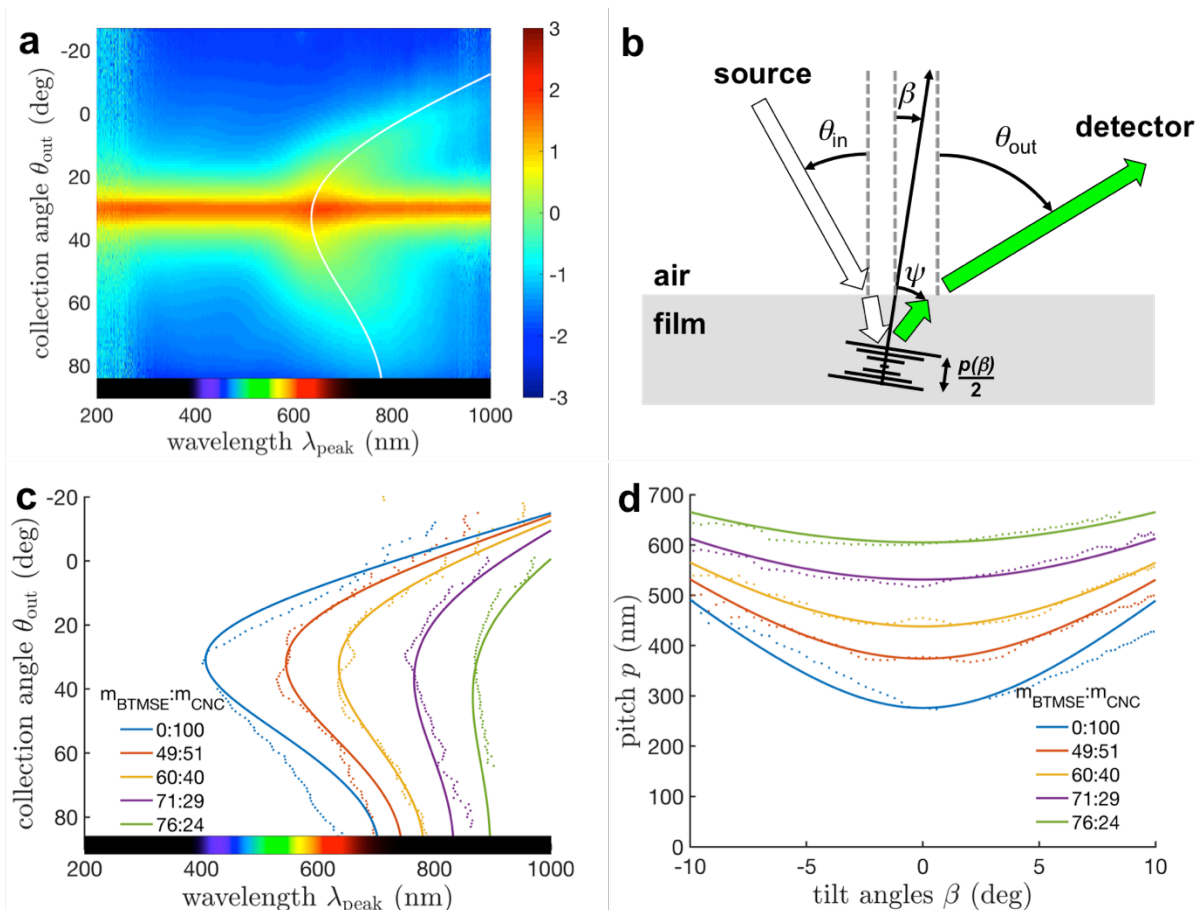 a
-20
0
20
40
60
80
collection angle θout (deg)
200 400 600 800 1000
wavelength λpeak (nm)
3
2
1
0
-1
-2
-3
b
source
β
θin
θout
detector
air
ψ
film
p(β)
2
c
-20
0
20
40
60
80
collection angle θout (deg)
mBTMSE:mCNC
0:100
49:51
60:40
71:29
76:24
200 400 600 800 1000
wavelength λpeak (nm)
d
700
600
500
400
300
200
100
0
pitch p (nm)
mBTMSE:mCNC
0:100
49:51
60:40
71:29
76:24
-10 -5 0 5 10
tilt angles β (deg)